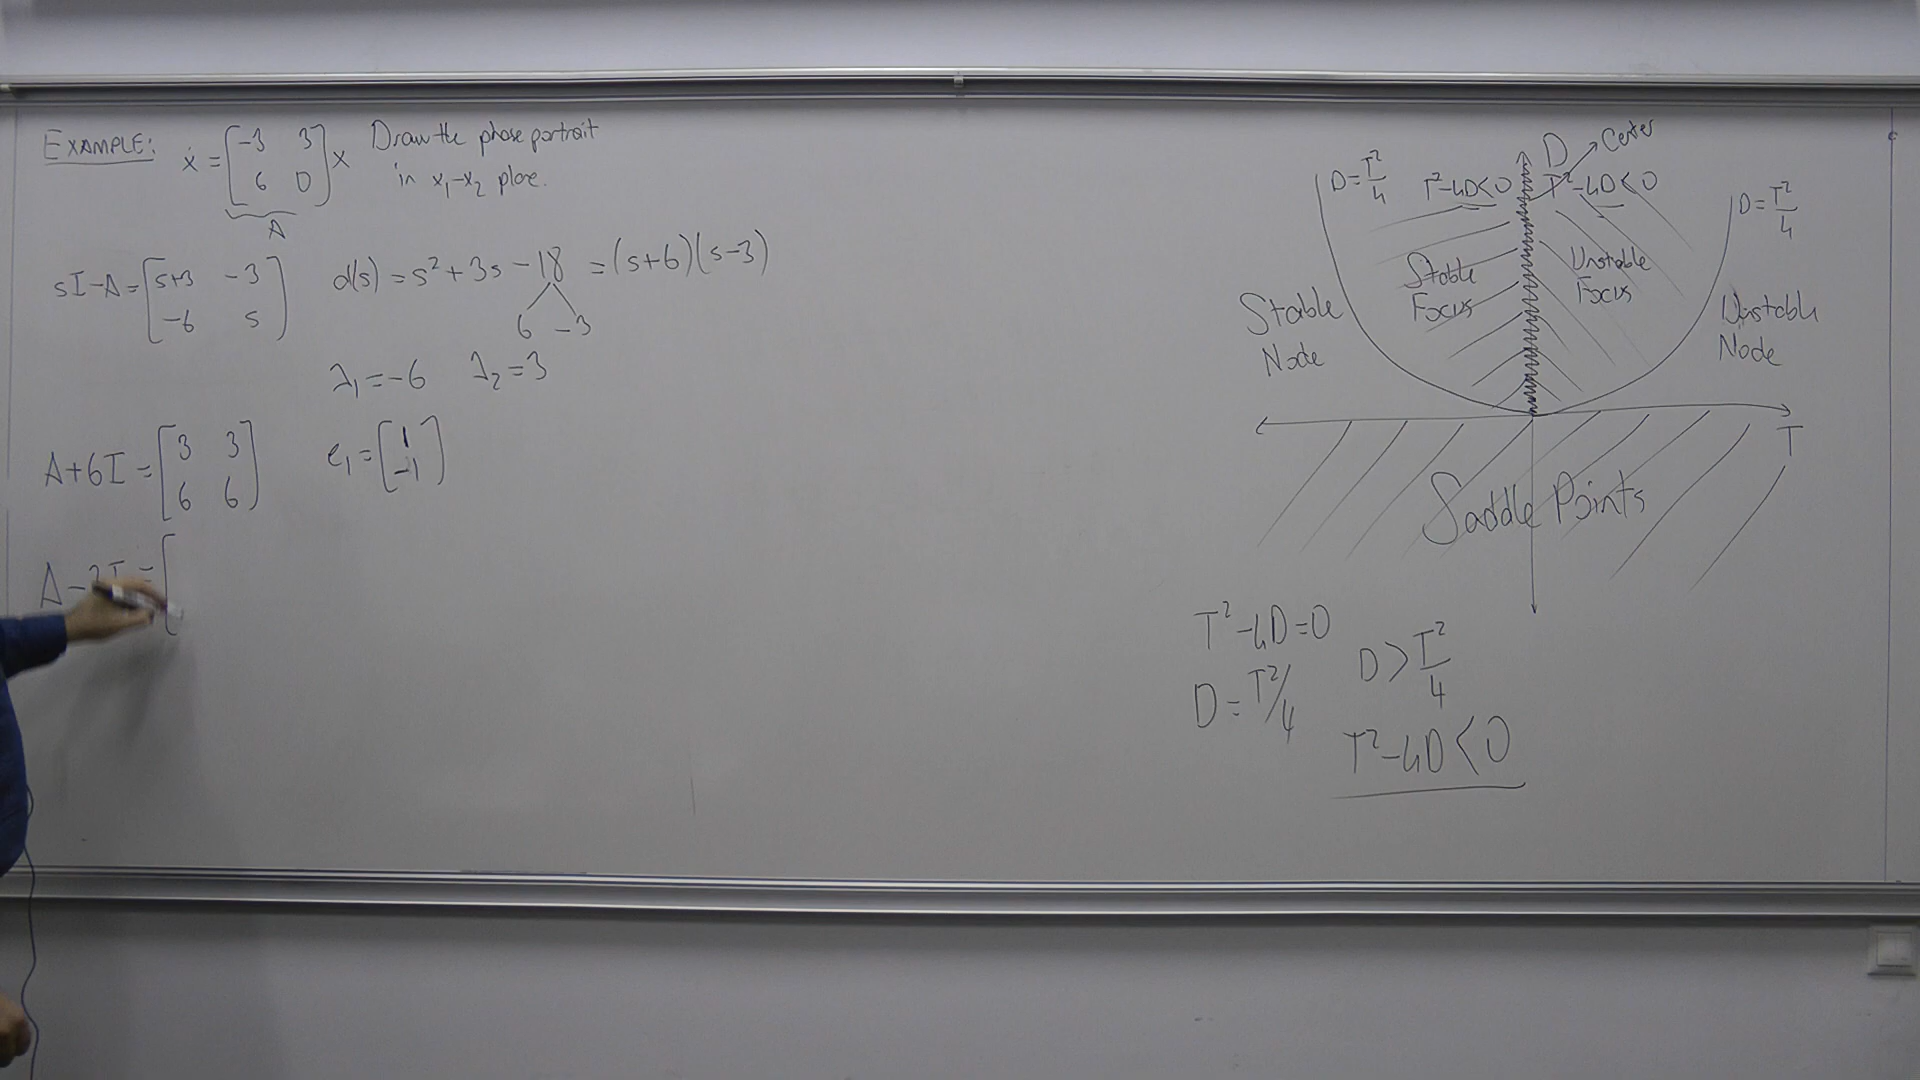 EXAMPLE: ẋ = [-3 3; 6 0] x Draw the phase portrait
in x₁-x₂ plane.
A
sI-A = [s+3 -3; -6 s] d(s) = s² + 3s - 18 = (s+6)(s-3)
6 -3
λ₁ = -6 λ₂ = 3
A+6I = [3 3; 6 6] e₁ = [1; -1]
A-3I = [
D
Center
D = T²/4 T²-4D<0 T²-4D<0 D = T²/4
Stable Focus
Unstable Focus
Stable Node
Unstable Node
T
Saddle Points
T²-4D=0
D = T²/4
D > T²/4
T²-4D<0